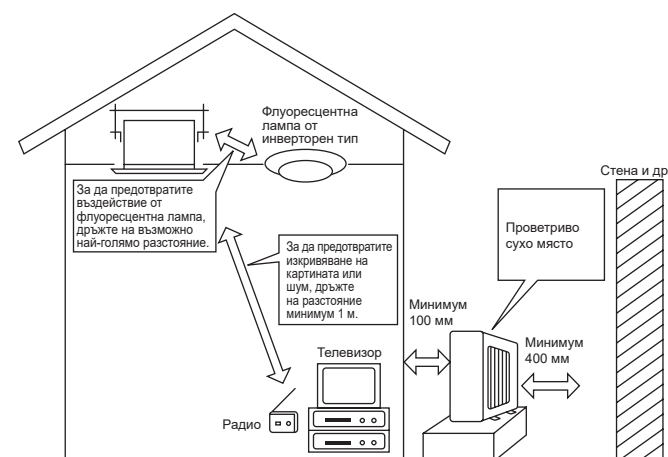 Флуоресцентна
лампа от
инверторен тип
За да предотвратите
въздействие от
флуоресцентна лампа,
дръжте на възможно
най-голямо разстояние.
За да предотвратите
изкривяване на
картината или
шум, дръжте
на разстояние
минимум 1 м.
Телевизор
Радио
Минимум
100 мм
Проветриво
сухо място
Минимум
400 мм
Стена и др